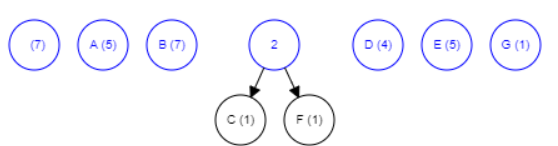 (7) A (5) B (7) 2 D (4) E (5) G (1)
C (1) F (1)